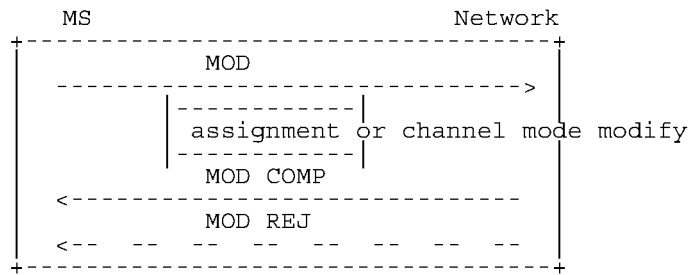 MS Network
MOD
assignment or channel mode modify
MOD COMP
MOD REJ